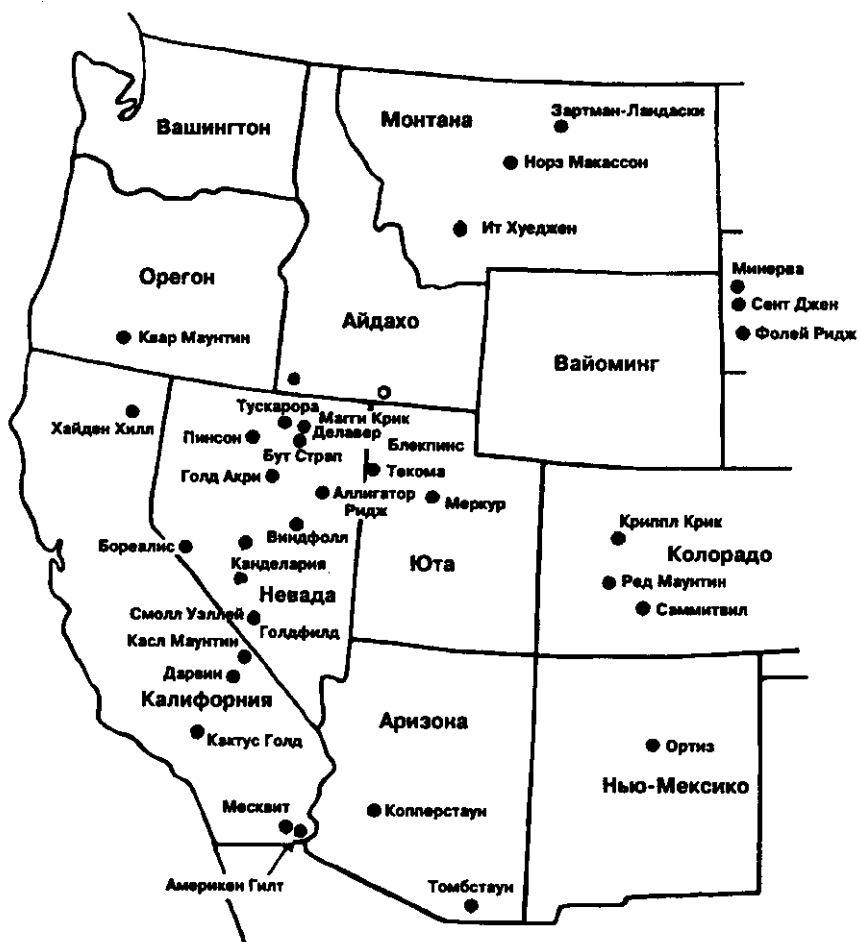 Вашингтон
Монтана
Зартман-Ландаски
Норз Макассон
Ит Хуеджен
Орегон
Квар Маунтин
Айдахо
Вайоминг
Минерва
Сент Джен
Фолей Ридж
Хайден Хилл
Тускарора
Магги Крик
Делавер
Пинсон
Бут Страп
Блекпинс
Текома
Голд Акри
Аллигатор
Ридж
Меркур
Виндфолл
Бореалис
Канделария
Невада
Юта
Криппл Крик
Колорадо
Ред Маунтин
Саммитвил
Смолл Уэллей
Голдфилд
Касл Маунтин
Дарвин
Калифорния
Кактус Голд
Аризона
Ортиз
Нью-Мексико
Месквит
Копперстаун
Американ Гилт
Томбстаун